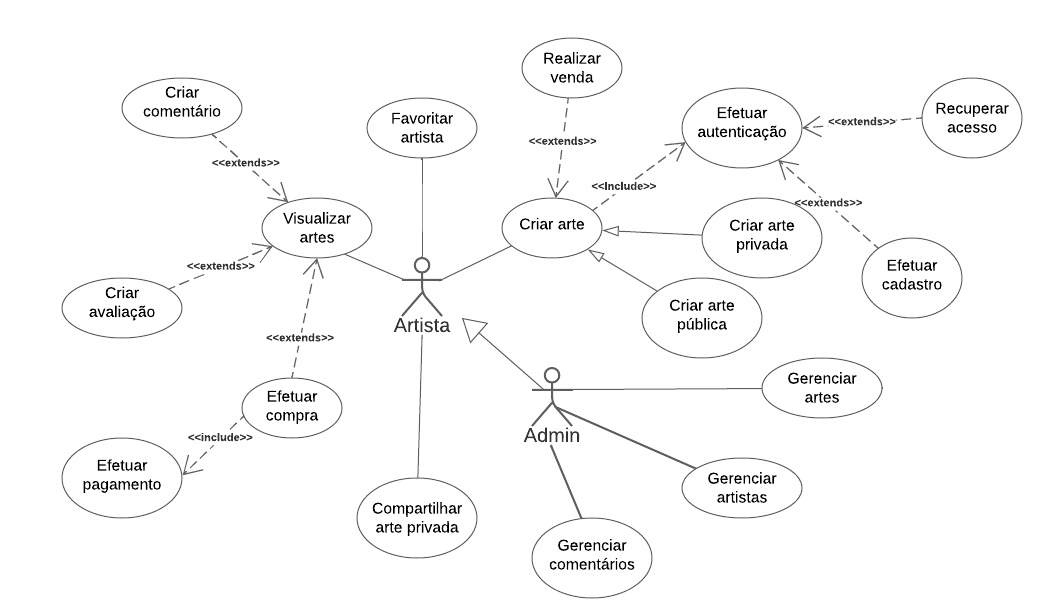 Realizar
venda
Criar
comentário
Favoritar
artista
Efetuar
autenticação
Recuperar
acesso
<<extends>>
<<extends>>
<<extends>>
<<Include>>
<<extends>>
Visualizar
artes
Criar arte
Criar arte
privada
<<extends>>
Efetuar
cadastro
Criar
avaliação
Criar arte
pública
Artista
<<extends>>
Gerenciar
artes
Efetuar
compra
Admin
<<include>>
Efetuar
pagamento
Gerenciar
artistas
Compartilhar
arte privada
Gerenciar
comentários